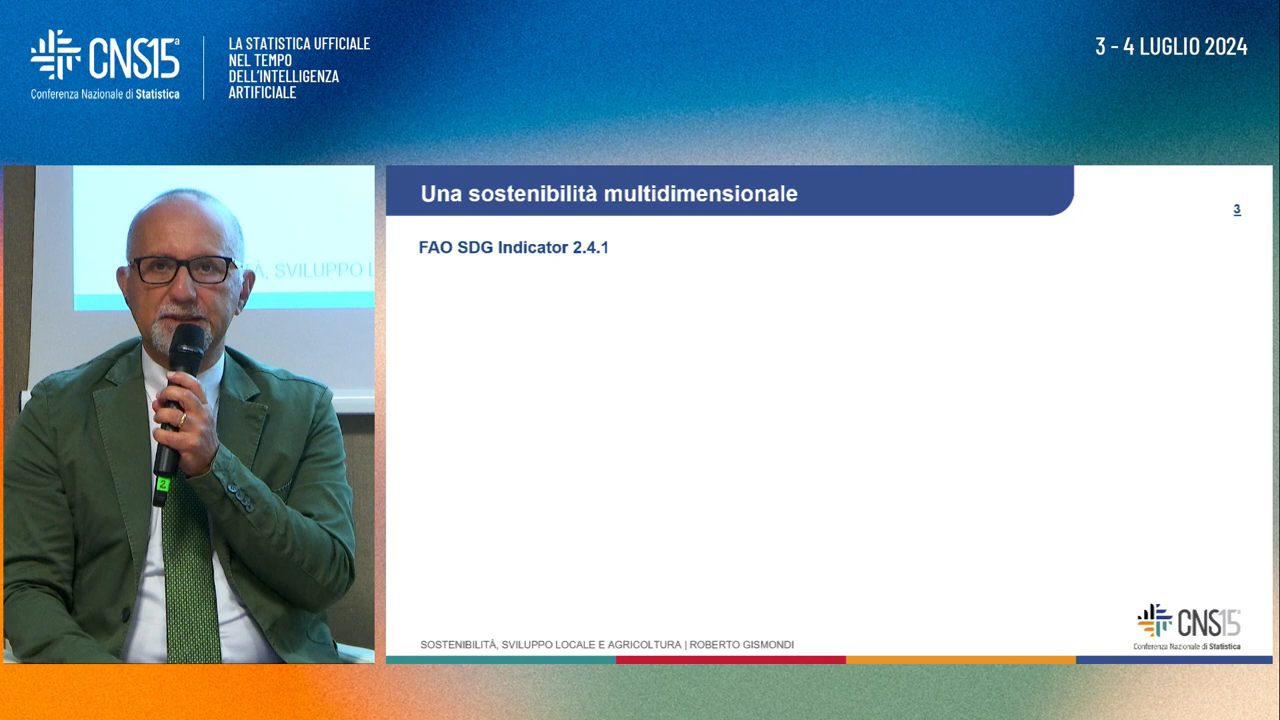 CNS15ª
Conferenza Nazionale di Statistica
LA STATISTICA UFFICIALE
NEL TEMPO
DELL'INTELLIGENZA
ARTIFICIALE
3 - 4 LUGLIO 2024
TÀ, SVILUPPO L
2
Una sostenibilità multidimensionale
3
FAO SDG Indicator 2.4.1
SOSTENIBILITÀ, SVILUPPO LOCALE E AGRICOLTURA | ROBERTO GISMONDI
CNS15ª
Conferenza Nazionale di Statistica